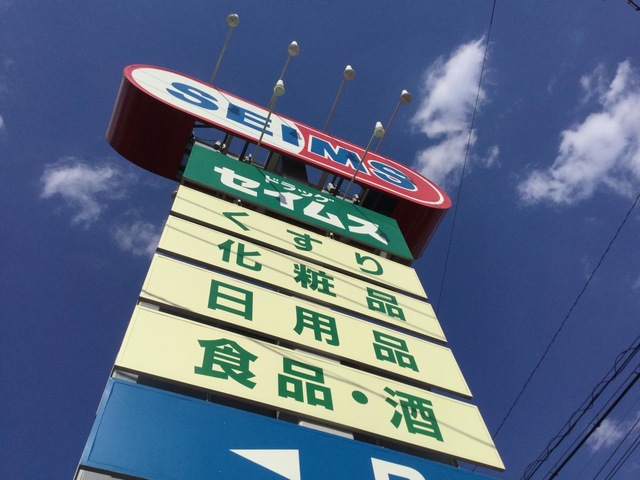 SEiMS
ドラッグ
セイムス
くすり
化粧品
日用品
食品・酒
P